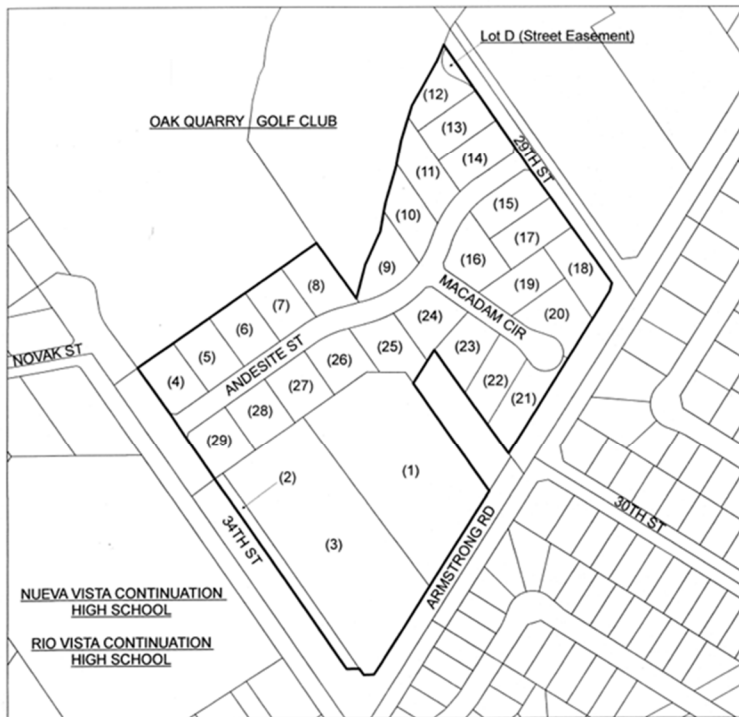 Lot D (Street Easement)
OAK QUARRY GOLF CLUB
(12)
(13)
(14)
29TH ST
(11)
(10)
(15)
(17)
(9)
(16)
(18)
(8)
(19)
(7)
MACADAM CIR
(20)
(6)
(24)
(5)
(23)
(4)
ANDESITE ST
(25)
(26)
(22)
NOVAK ST
(27)
(21)
(28)
(29)
(1)
(2)
(3)
34TH ST
ARMSTRONG RD
30TH ST
NUEVA VISTA CONTINUATION
HIGH SCHOOL
RIO VISTA CONTINUATION
HIGH SCHOOL